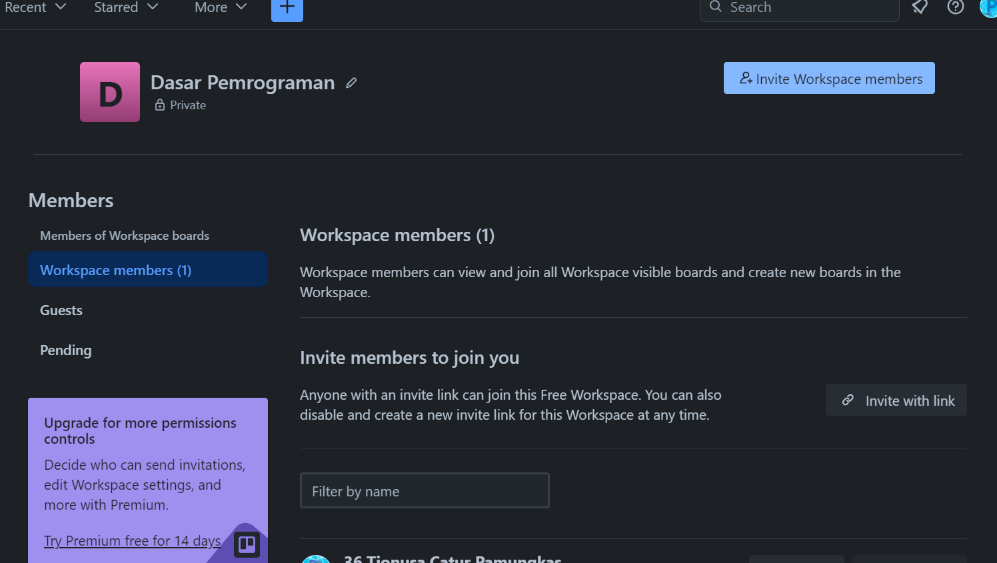 Recent Starred More + Search
D
Dasar Pemrograman
Private
Invite Workspace members
Members
Members of Workspace boards
Workspace members (1)
Guests
Pending
Upgrade for more permissions
controls
Decide who can send invitations,
edit Workspace settings, and
more with Premium.
Try Premium free for 14 days
Workspace members (1)
Workspace members can view and join all Workspace visible boards and create new boards in the
Workspace.
Invite members to join you
Anyone with an invite link can join this Free Workspace. You can also
disable and create a new invite link for this Workspace at any time.
Invite with link
Filter by name
36 Tionusa Catur Pamungkas